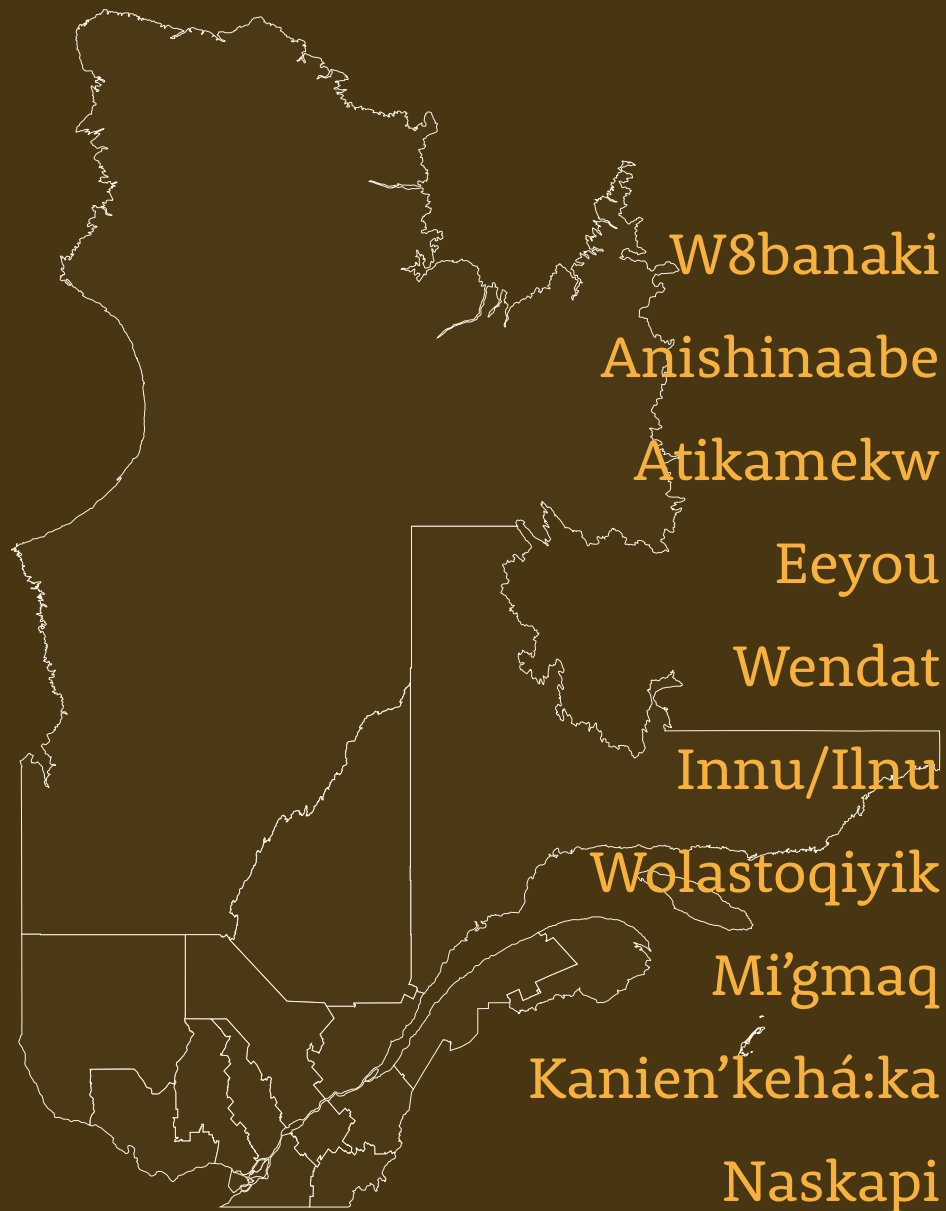 W8banaki
Anishinaabe
Atikamekw
Eeyou
Wendat
Innu/Ilnu
Wolastoqiyik
Mi’gmaq
Kanien’kehá:ka
Naskapi